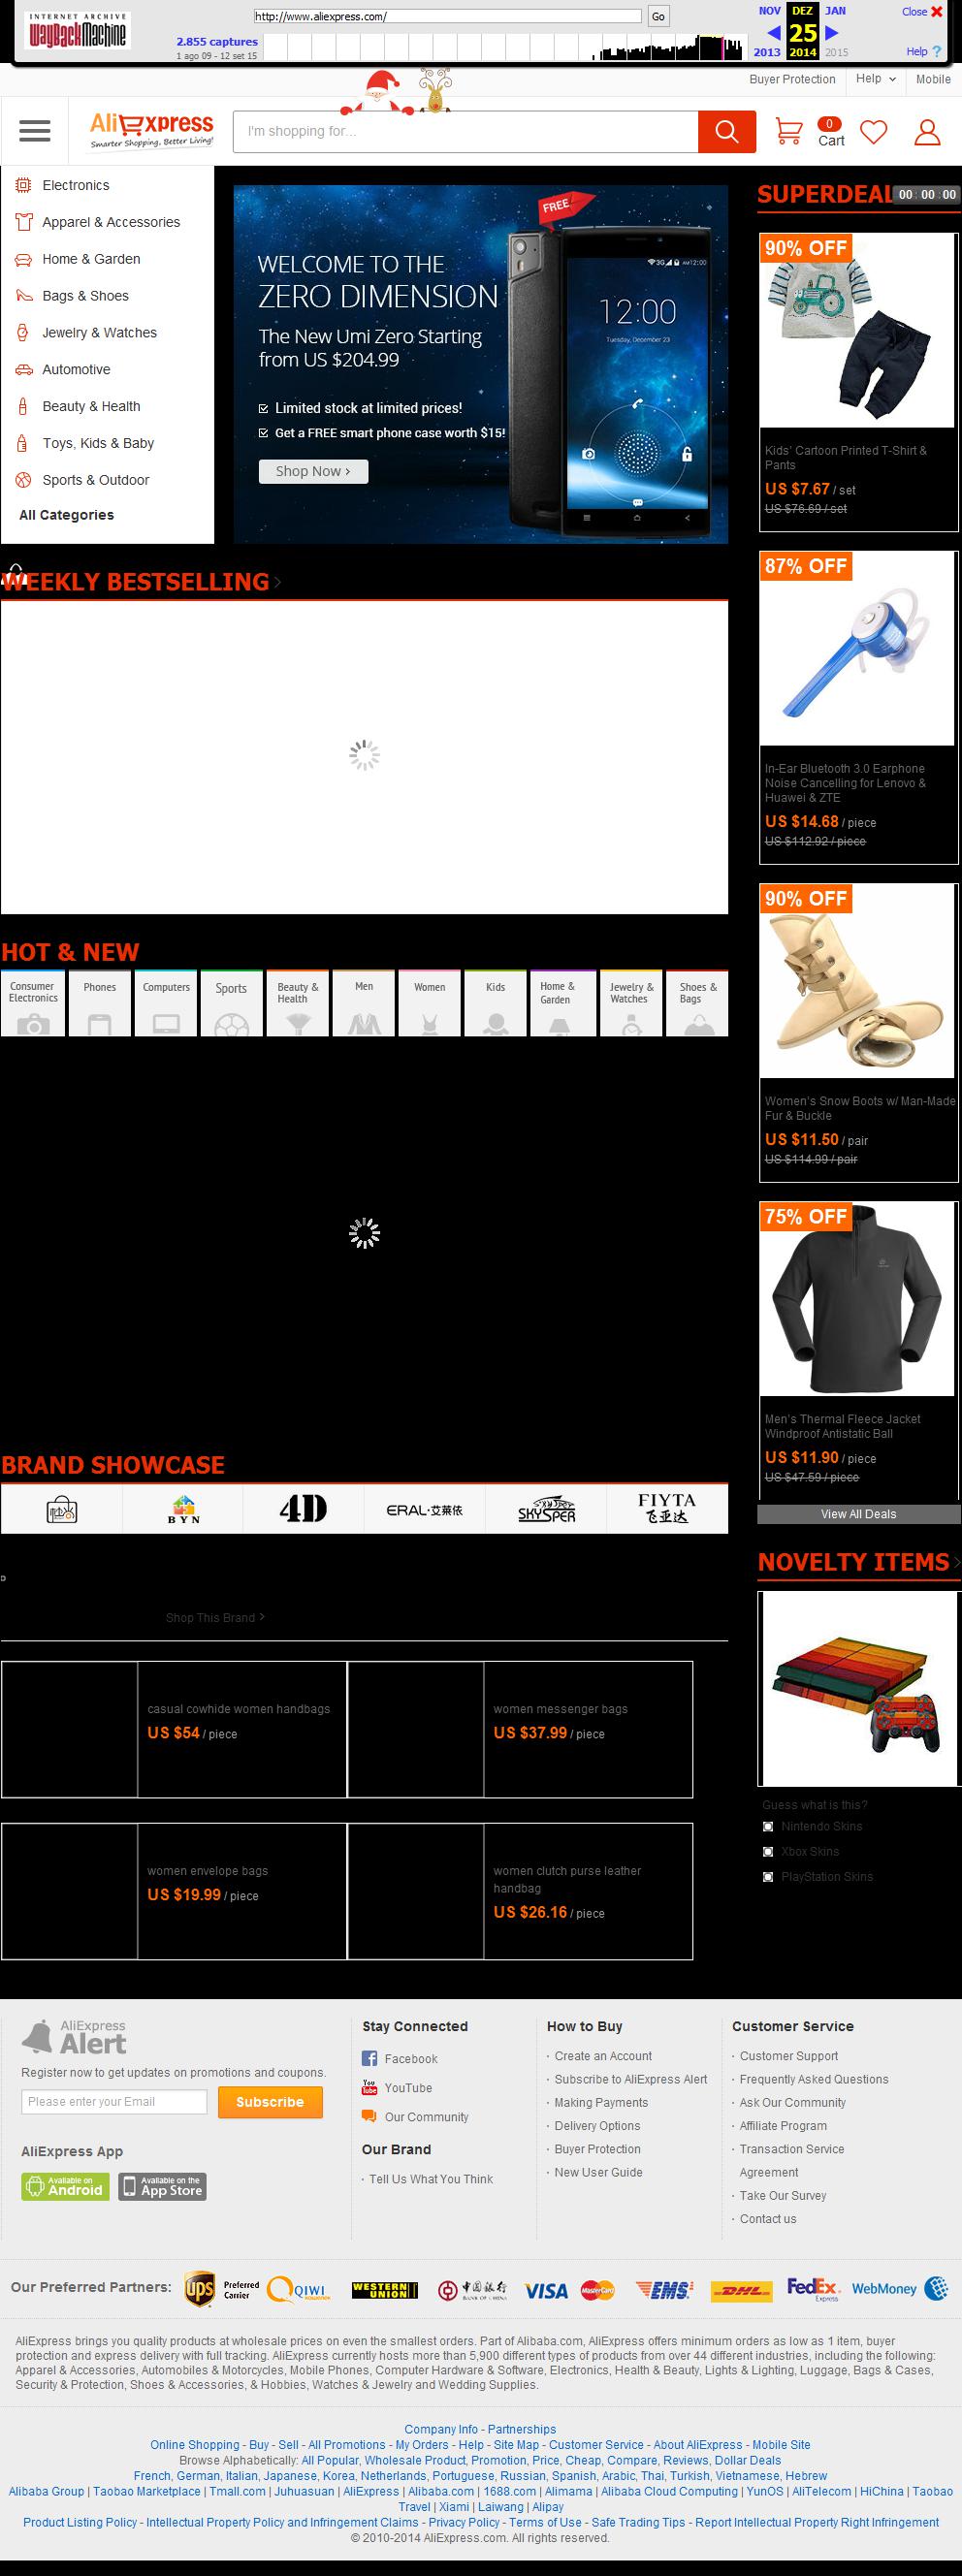 INTERNET ARCHIVE
WayBackMachine
http://www.aliexpress.com/
Go
2.855 captures
1 ago 09 - 12 set 15
NOV DEZ JAN
25
2013 2014 2015
Close
Help ?
Buyer Protection
Help
Mobile
AliExpress
Smarter Shopping, Better Living!
I'm shopping for...
0
Cart
Electronics
Apparel & Accessories
Home & Garden
Bags & Shoes
Jewelry & Watches
Automotive
Beauty & Health
Toys, Kids & Baby
Sports & Outdoor
All Categories
FREE
WELCOME TO THE
ZERO DIMENSION
The New Umi Zero Starting
from US $204.99
Limited stock at limited prices!
Get a FREE smart phone case worth $15!
Shop Now >
3G AM12:00
10:00
Tuesday, December 23
SUPERDEAL
00 : 00 : 00
90% OFF
Kids' Cartoon Printed T-Shirt &
Pants
US $7.67 / set
US $76.69 / set
87% OFF
In-Ear Bluetooth 3.0 Earphone
Noise Cancelling for Lenovo &
Huawei & ZTE
US $14.68 / piece
US $112.92 / piece
90% OFF
Women's Snow Boots w/ Man-Made
Fur & Buckle
US $11.50 / pair
US $114.99 / pair
75% OFF
Men's Thermal Fleece Jacket
Windproof Antistatic Ball
US $11.90 / piece
US $47.59 / piece
View All Deals
WEEKLY BESTSELLING
HOT & NEW
Consumer
Electronics
Phones
Computers
Sports
Beauty &
Health
Men
Women
Kids
Home &
Garden
Jewelry &
Watches
Shoes &
Bags
BRAND SHOWCASE
BYN
4D
ERAL·艾莱依
SKYSPER
FIYTA
飞亚达
Shop This Brand >
casual cowhide women handbags
US $54 / piece
women messenger bags
US $37.99 / piece
women envelope bags
US $19.99 / piece
women clutch purse leather
handbag
US $26.16 / piece
NOVELTY ITEMS
Guess what is this?
Nintendo Skins
Xbox Skins
PlayStation Skins
AliExpress
Alert
Register now to get updates on promotions and coupons.
Please enter your Email
Subscribe
AliExpress App
Available on
Android
Available on the
App Store
Stay Connected
Facebook
YouTube
Our Community
Our Brand
· Tell Us What You Think
How to Buy
· Create an Account
· Subscribe to AliExpress Alert
· Making Payments
· Delivery Options
· Buyer Protection
· New User Guide
Customer Service
· Customer Support
· Frequently Asked Questions
· Ask Our Community
· Affiliate Program
· Transaction Service
Agreement
· Take Our Survey
· Contact us
Our Preferred Partners:
ups
Preferred
Carrier
QIWI
WESTERN
UNION
中国银行
BANK OF CHINA
VISA
MasterCard
EMS
DHL
FedEx
Express
WebMoney
AliExpress brings you quality products at wholesale prices on even the smallest orders. Part of Alibaba.com, AliExpress offers minimum orders as low as 1 item, buyer
protection and express delivery with full tracking. AliExpress currently hosts more than 5,900 different types of products from over 44 different industries, including the following:
Apparel & Accessories, Automobiles & Motorcycles, Mobile Phones, Computer Hardware & Software, Electronics, Health & Beauty, Lights & Lighting, Luggage, Bags & Cases,
Security & Protection, Shoes & Accessories, & Hobbies, Watches & Jewelry and Wedding Supplies.
Company Info - Partnerships
Online Shopping - Buy - Sell - All Promotions - My Orders - Help - Site Map - Customer Service - About AliExpress - Mobile Site
Browse Alphabetically: All Popular, Wholesale Product, Promotion, Price, Cheap, Compare, Reviews, Dollar Deals
French, German, Italian, Japanese, Korea, Netherlands, Portuguese, Russian, Spanish, Arabic, Thai, Turkish, Vietnamese, Hebrew
Alibaba Group | Taobao Marketplace | Tmall.com | Juhuasuan | AliExpress | Alibaba.com | 1688.com | Alimama | Alibaba Cloud Computing | YunOS | AliTelecom | HiChina | Taobao
Travel | Xiami | Laiwang | Alipay
Product Listing Policy - Intellectual Property Policy and Infringement Claims - Privacy Policy - Terms of Use - Safe Trading Tips - Report Intellectual Property Right Infringement
© 2010-2014 AliExpress.com. All rights reserved.